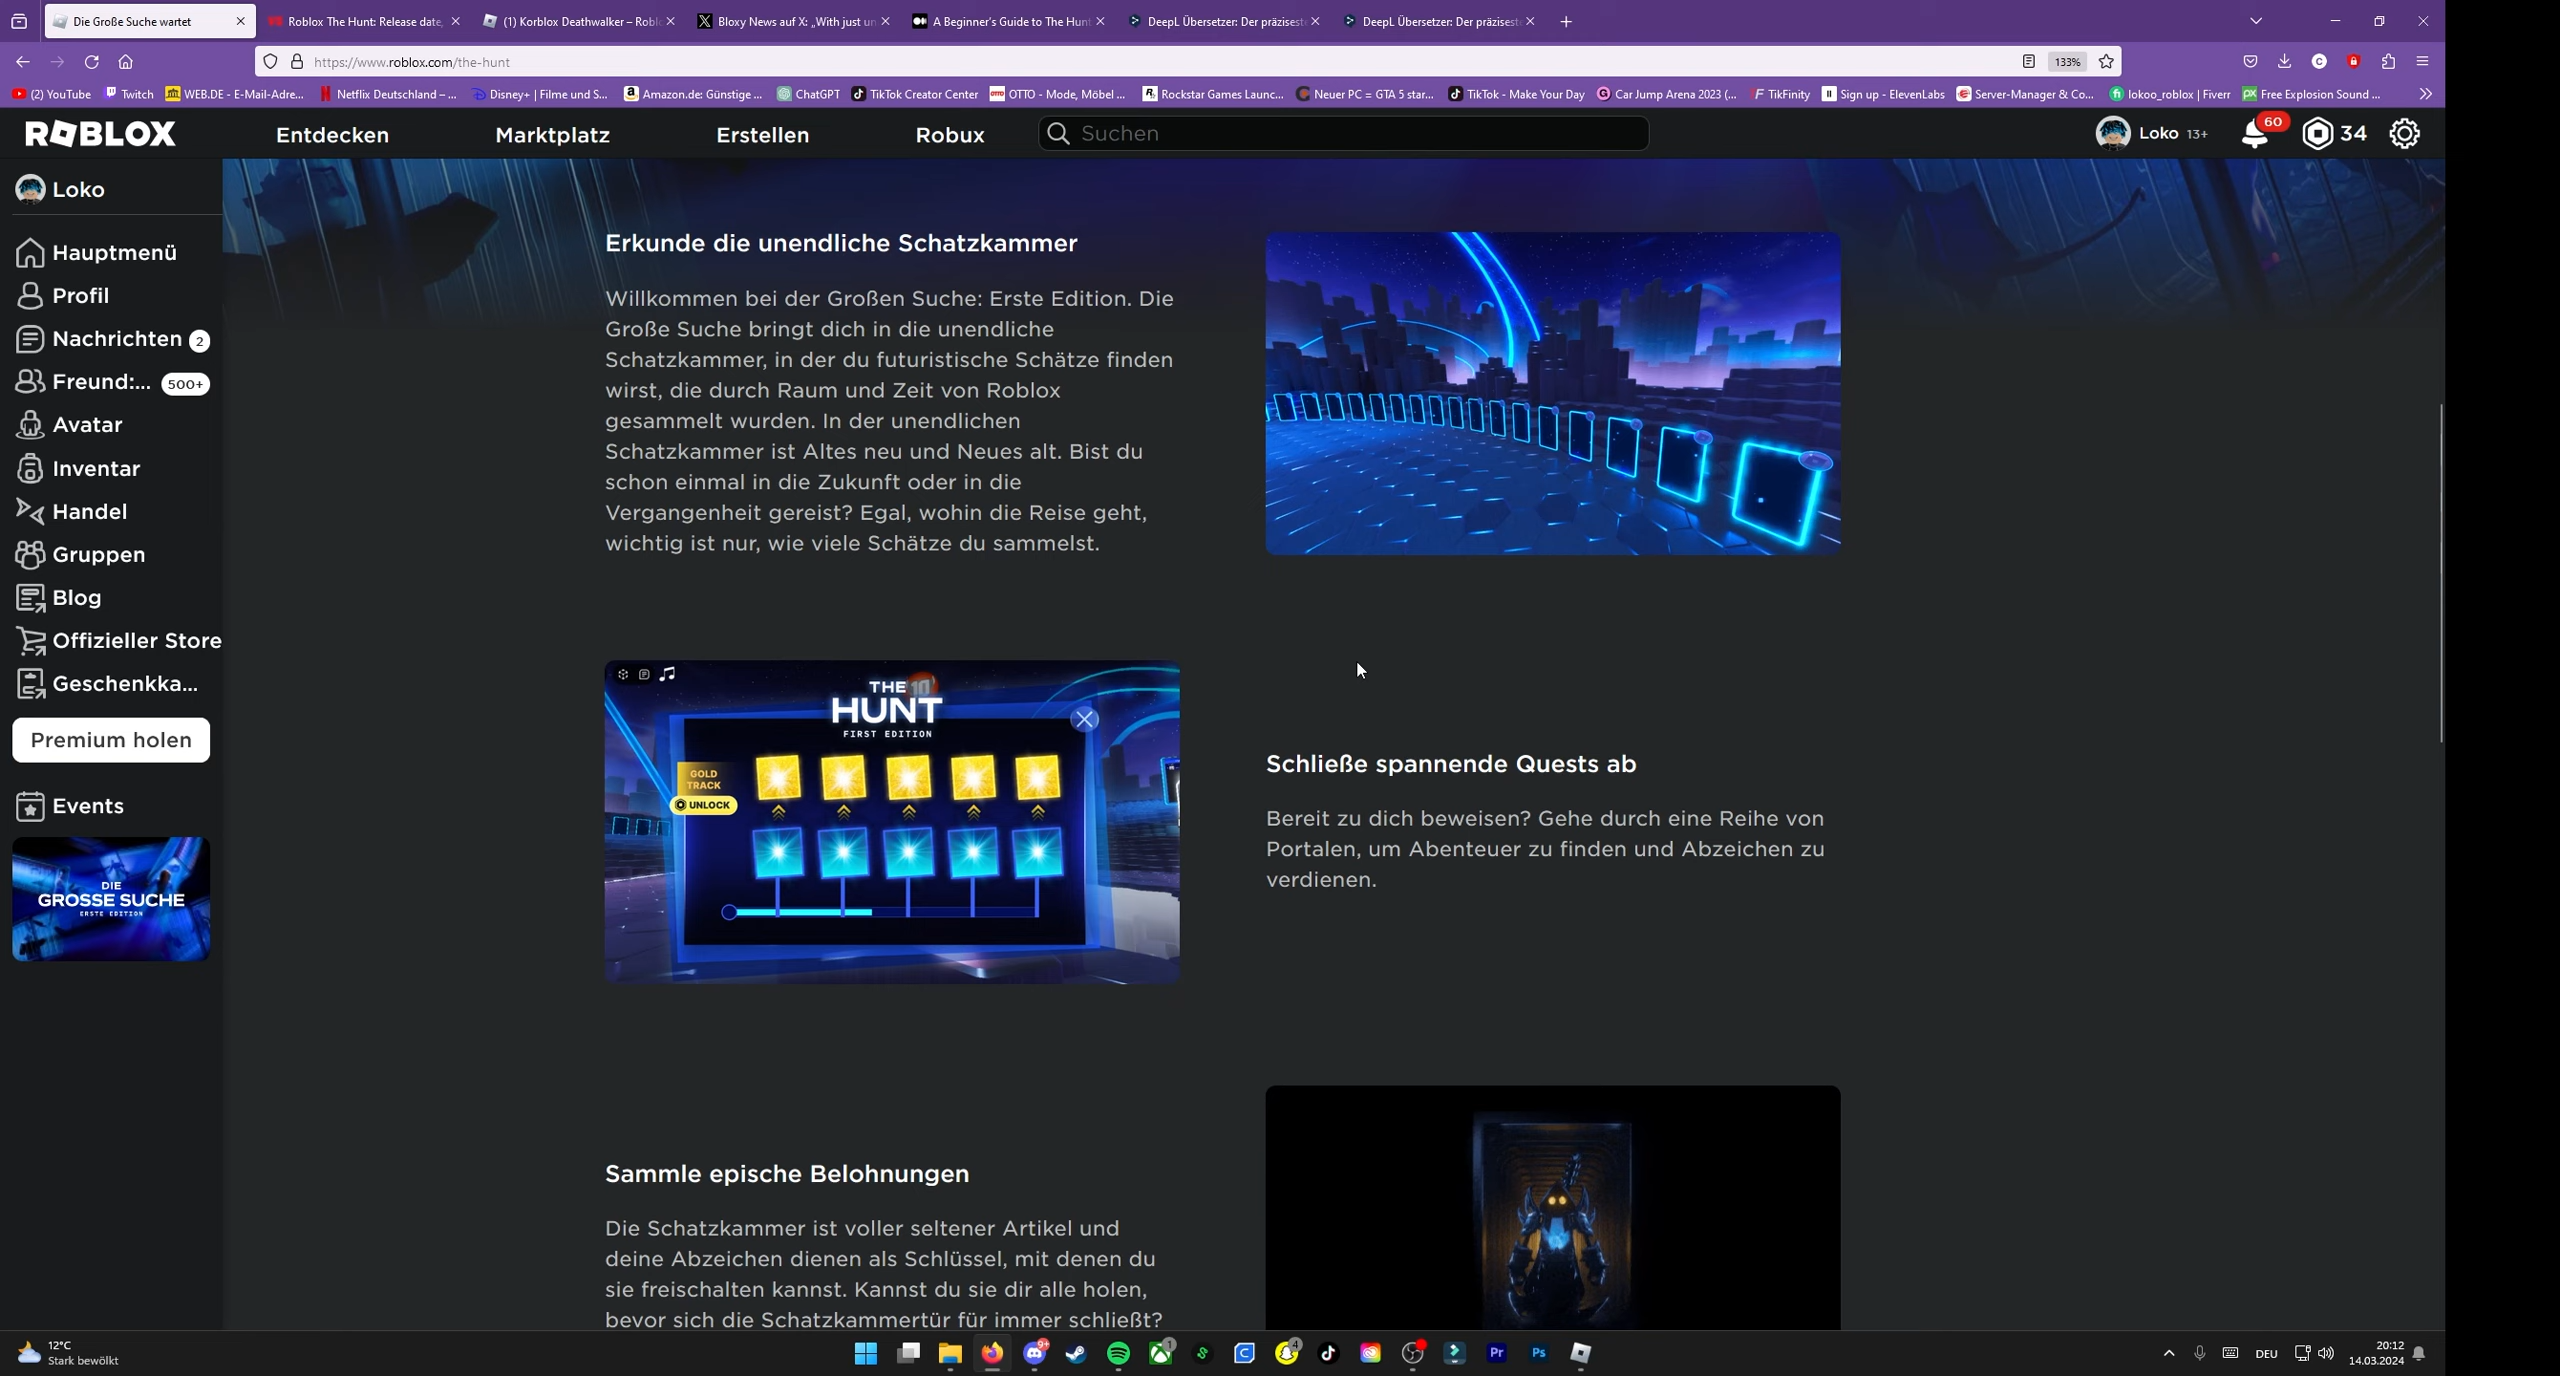 Die Große Suche wartet
Roblox The Hunt: Release date,
(1) Korblox Deathwalker – Robl
Bloxy News auf X: „With just un
A Beginner's Guide to The Hunt
DeepL Übersetzer: Der präziseste
DeepL Übersetzer: Der präziseste
https://www.roblox.com/the-hunt
133%
(2) YouTube
Twitch
WEB.DE - E-Mail-Adre...
Netflix Deutschland – ...
Disney+ | Filme und S...
Amazon.de: Günstige ...
ChatGPT
TikTok Creator Center
OTTO - Mode, Möbel ...
Rockstar Games Launc...
Neuer PC = GTA 5 star...
TikTok - Make Your Day
Car Jump Arena 2023 (...
TikFinity
Sign up - ElevenLabs
Server-Manager & Co...
lokoo_roblox | Fiverr
Free Explosion Sound ...
ROBLOX
Entdecken
Marktplatz
Erstellen
Robux
Suchen
Loko 13+
60
34
Loko
Hauptmenü
Profil
Nachrichten 2
Freund:... 500+
Avatar
Inventar
Handel
Gruppen
Blog
Offizieller Store
Geschenkka...
Premium holen
Events
DIE
GROSSE SUCHE
ERSTE EDITION
Erkunde die unendliche Schatzkammer
Willkommen bei der Großen Suche: Erste Edition. Die
Große Suche bringt dich in die unendliche
Schatzkammer, in der du futuristische Schätze finden
wirst, die durch Raum und Zeit von Roblox
gesammelt wurden. In der unendlichen
Schatzkammer ist Altes neu und Neues alt. Bist du
schon einmal in die Zukunft oder in die
Vergangenheit gereist? Egal, wohin die Reise geht,
wichtig ist nur, wie viele Schätze du sammelst.
THE 10
HUNT
FIRST EDITION
GOLD
TRACK
UNLOCK
Schließe spannende Quests ab
Bereit zu dich beweisen? Gehe durch eine Reihe von
Portalen, um Abenteuer zu finden und Abzeichen zu
verdienen.
Sammle epische Belohnungen
Die Schatzkammer ist voller seltener Artikel und
deine Abzeichen dienen als Schlüssel, mit denen du
sie freischalten kannst. Kannst du sie dir alle holen,
bevor sich die Schatzkammertür für immer schließt?
12°C
Stark bewölkt
9+
1
4
Pr
Ps
DEU
20:12
14.03.2024